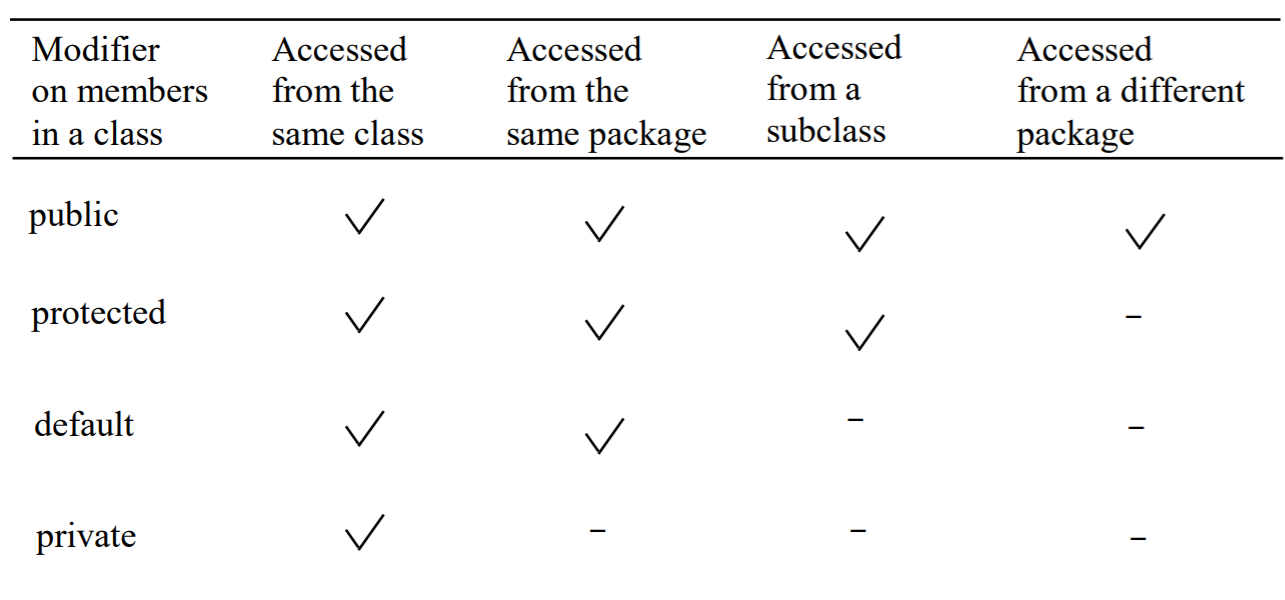 Modifier on members in a class
Accessed from the same class
Accessed from the same package
Accessed from a subclass
Accessed from a different package
public ✓ ✓ ✓ ✓
protected ✓ ✓ ✓ –
default ✓ ✓ – –
private ✓ – – –